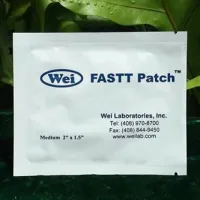 Wei FASTT Patch™
Wei Laboratories, Inc.
Tel: (408) 970-8700
Fax: (408) 844-9450
www.weilab.com
Medium 2" x 1.5"